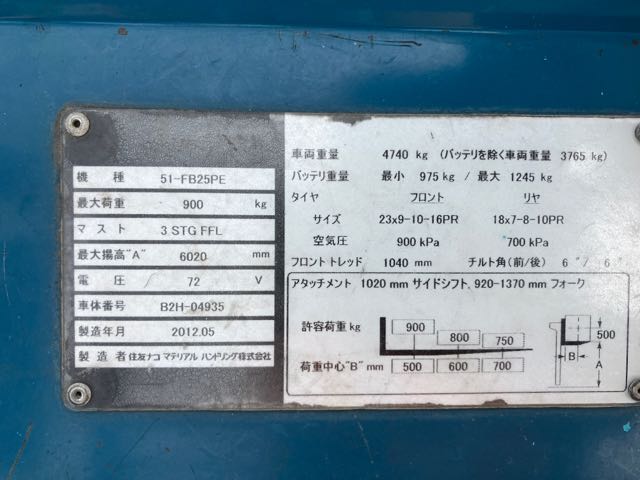 機種 51-FB25PE
最大荷重 900 kg
マスト 3 STG FFL
最大揚高"A" 6020 mm
電圧 72 V
車体番号 B2H-04935
製造年月 2012.05
製造者 住友ナコ マテリアル ハンドリング株式会社
車両重量 4740 kg (バッテリを除く車両重量 3765 kg)
バッテリ重量 最小 975 kg / 最大 1245 kg
タイヤ フロント リヤ
サイズ 23x9-10-16PR 18x7-8-10PR
空気圧 900 kPa 700 kPa
フロントトレッド 1040 mm チルト角(前/後) 6°/ 6°
アタッチメント 1020 mm サイドシフト, 920-1370 mm フォーク
許容荷重 kg 900 800 750
荷重中心"B" mm 500 600 700
500
B
A